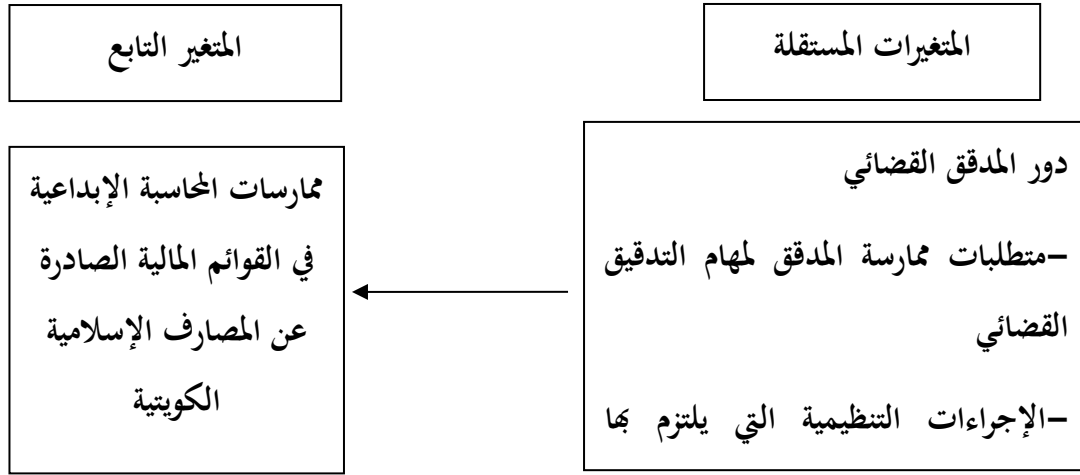 المتغيرات المستقلة
المتغير التابع
دور المدقق القضائي
–متطلبات ممارسة المدقق لمهام التدقيق
القضائي
–الإجراءات التنظيمية التي يلتزم بها
ممارسات المحاسبة الإبداعية
في القوائم المالية الصادرة
عن المصارف الإسلامية
الكويتية